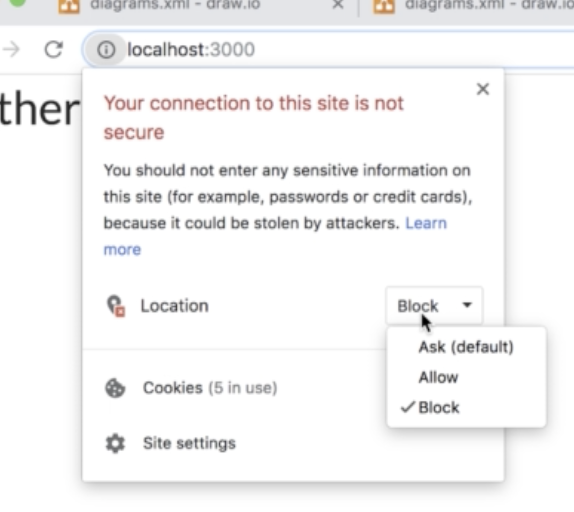 diagrams.xml - draw.io
diagrams.xml - draw.io
localhost:3000
ther
Your connection to this site is not
secure
You should not enter any sensitive information on
this site (for example, passwords or credit cards),
because it could be stolen by attackers. Learn
more
Location
Block
Ask (default)
Allow
Block
Cookies (5 in use)
Site settings